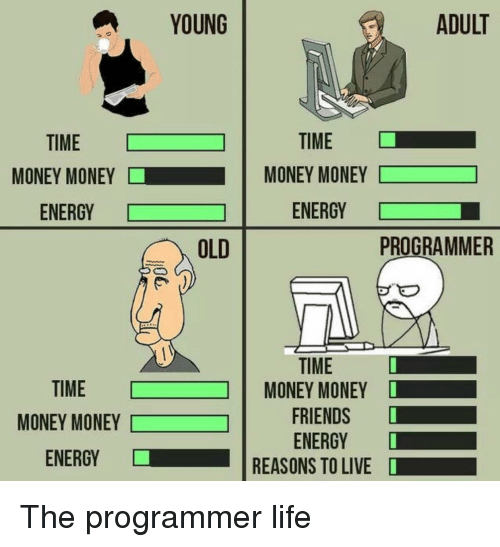 YOUNG
TIME
MONEY MONEY
ENERGY
ADULT
TIME
MONEY MONEY
ENERGY
OLD
TIME
MONEY MONEY
ENERGY
PROGRAMMER
TIME
MONEY MONEY
FRIENDS
ENERGY
REASONS TO LIVE
The programmer life